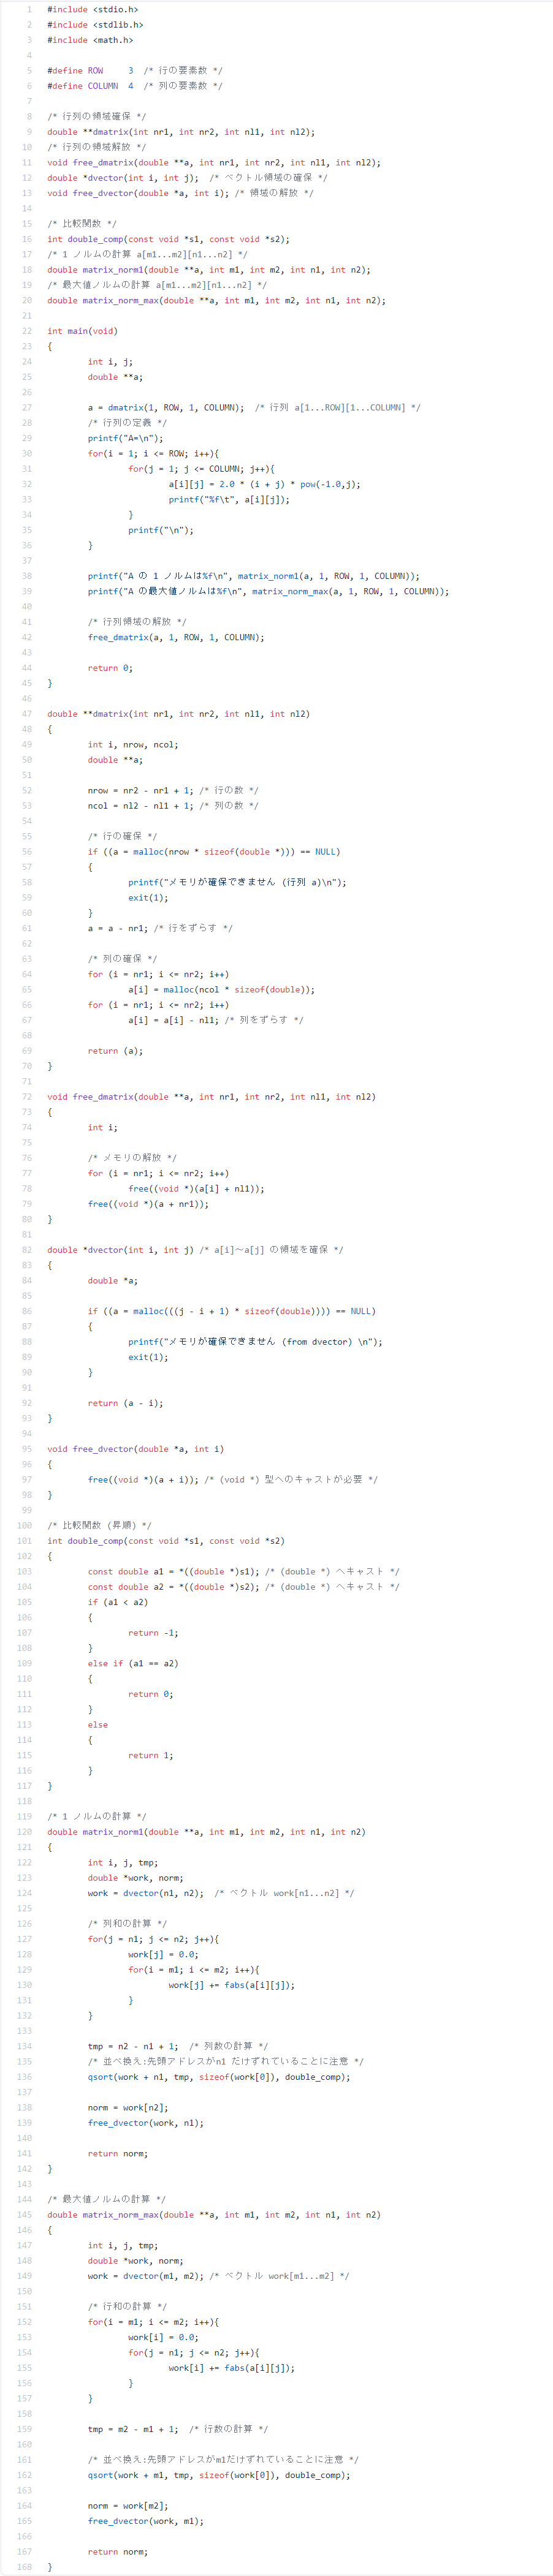 1 #include <stdio.h>
2 #include <stdlib.h>
3 #include <math.h>
4
5 #define ROW     3  /* 行の要素数 */
6 #define COLUMN  4  /* 列の要素数 */
7
8 /* 行列の領域確保 */
9 double **dmatrix(int nr1, int nr2, int nl1, int nl2);
10 /* 行列の領域解放 */
11 void free_dmatrix(double **a, int nr1, int nr2, int nl1, int nl2);
12 double *dvector(int i, int j);  /* ベクトル領域の確保 */
13 void free_dvector(double *a, int i); /* 領域の解放 */
14
15 /* 比較関数 */
16 int double_comp(const void *s1, const void *s2);
17 /* 1 ノルムの計算 a[m1...m2][n1...n2] */
18 double matrix_norm1(double **a, int m1, int m2, int n1, int n2);
19 /* 最大値ノルムの計算 a[m1...m2][n1...n2] */
20 double matrix_norm_max(double **a, int m1, int m2, int n1, int n2);
21
22 int main(void)
23 {
24         int i, j;
25         double **a;
26
27         a = dmatrix(1, ROW, 1, COLUMN);  /* 行列 a[1...ROW][1...COLUMN] */
28         /* 行列の定義 */
29         printf("A=\n");
30         for(i = 1; i <= ROW; i++){
31                 for(j = 1; j <= COLUMN; j++){
32                         a[i][j] = 2.0 * (i + j) * pow(-1.0,j);
33                         printf("%f\t", a[i][j]);
34                 }
35                 printf("\n");
36         }
37
38         printf("A の 1 ノルムは%f\n", matrix_norm1(a, 1, ROW, 1, COLUMN));
39         printf("A の最大値ノルムは%f\n", matrix_norm_max(a, 1, ROW, 1, COLUMN));
40
41         /* 行列領域の解放 */
42         free_dmatrix(a, 1, ROW, 1, COLUMN);
43
44         return 0;
45 }
46
47 double **dmatrix(int nr1, int nr2, int nl1, int nl2)
48 {
49         int i, nrow, ncol;
50         double **a;
51
52         nrow = nr2 - nr1 + 1; /* 行の数 */
53         ncol = nl2 - nl1 + 1; /* 列の数 */
54
55         /* 行の確保 */
56         if ((a = malloc(nrow * sizeof(double *))) == NULL)
57         {
58                 printf("メモリが確保できません (行列 a)\n");
59                 exit(1);
60         }
61         a = a - nr1; /* 行をずらす */
62
63         /* 列の確保 */
64         for (i = nr1; i <= nr2; i++)
65                 a[i] = malloc(ncol * sizeof(double));
66         for (i = nr1; i <= nr2; i++)
67                 a[i] = a[i] - nl1; /* 列をずらす */
68
69         return (a);
70 }
71
72 void free_dmatrix(double **a, int nr1, int nr2, int nl1, int nl2)
73 {
74         int i;
75
76         /* メモリの解放 */
77         for (i = nr1; i <= nr2; i++)
78                 free((void *)(a[i] + nl1));
79         free((void *)(a + nr1));
80 }
81
82 double *dvector(int i, int j) /* a[i]～a[j] の領域を確保 */
83 {
84         double *a;
85
86         if ((a = malloc(((j - i + 1) * sizeof(double)))) == NULL)
87         {
88                 printf("メモリが確保できません (from dvector) \n");
89                 exit(1);
90         }
91
92         return (a - i);
93 }
94
95 void free_dvector(double *a, int i)
96 {
97         free((void *)(a + i)); /* (void *) 型へのキャストが必要 */
98 }
99
100 /* 比較関数 (昇順) */
101 int double_comp(const void *s1, const void *s2)
102 {
103         const double a1 = *((double *)s1); /* (double *) へキャスト */
104         const double a2 = *((double *)s2); /* (double *) へキャスト */
105         if (a1 < a2)
106         {
107                 return -1;
108         }
109         else if (a1 == a2)
110         {
111                 return 0;
112         }
113         else
114         {
115                 return 1;
116         }
117 }
118
119 /* 1 ノルムの計算 */
120 double matrix_norm1(double **a, int m1, int m2, int n1, int n2)
121 {
122         int i, j, tmp;
123         double *work, norm;
124         work = dvector(n1, n2);  /* ベクトル work[n1...n2] */
125
126         /* 列和の計算 */
127         for(j = n1; j <= n2; j++){
128                 work[j] = 0.0;
129                 for(i = m1; i <= m2; i++){
130                         work[j] += fabs(a[i][j]);
131                 }
132         }
133
134         tmp = n2 - n1 + 1;  /* 列数の計算 */
135         /* 並べ換え:先頭アドレスがn1 だけずれていることに注意 */
136         qsort(work + n1, tmp, sizeof(work[0]), double_comp);
137
138         norm = work[n2];
139         free_dvector(work, n1);
140
141         return norm;
142 }
143
144 /* 最大値ノルムの計算 */
145 double matrix_norm_max(double **a, int m1, int m2, int n1, int n2)
146 {
147         int i, j, tmp;
148         double *work, norm;
149         work = dvector(m1, m2); /* ベクトル work[m1...m2] */
150
151         /* 行和の計算 */
152         for(i = m1; i <= m2; i++){
153                 work[i] = 0.0;
154                 for(j = n1; j <= n2; j++){
155                         work[i] += fabs(a[i][j]);
156                 }
157         }
158
159         tmp = m2 - m1 + 1;  /* 行数の計算 */
160
161         /* 並べ換え:先頭アドレスがm1だけずれていることに注意 */
162         qsort(work + m1, tmp, sizeof(work[0]), double_comp);
163
164         norm = work[m2];
165         free_dvector(work, m1);
166
167         return norm;
168 }